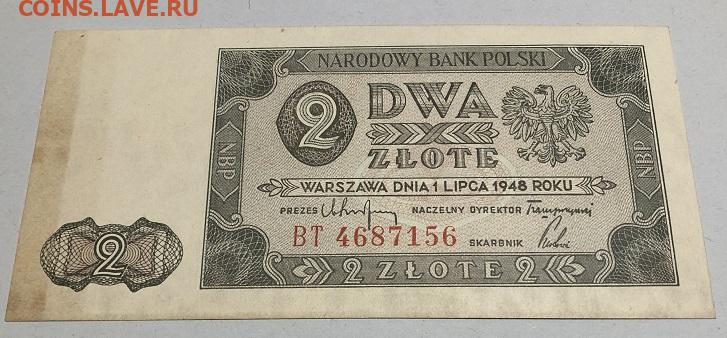 COINS.LAVE.RU
NARODOWY BANK POLSKI
2
DWA
ZŁOTE
NBP
NBP
WARSZAWA DNIA 1 LIPCA 1948 ROKU
PREZES
NACZELNY DYREKTOR
BT 4687156
SKARBNIK
2
2 ZŁOTE 2